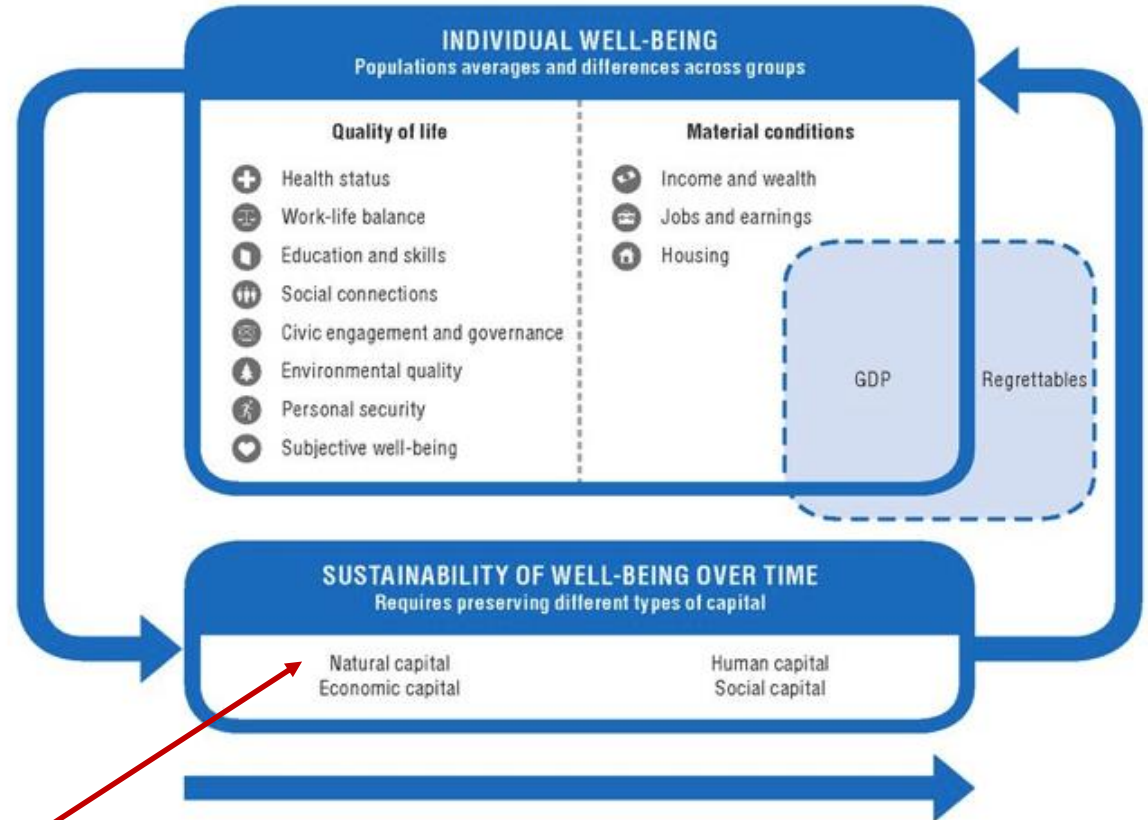 INDIVIDUAL WELL-BEING
Populations averages and differences across groups
Quality of life
Health status
Work-life balance
Education and skills
Social connections
Civic engagement and governance
Environmental quality
Personal security
Subjective well-being
Material conditions
Income and wealth
Jobs and earnings
Housing
GDP
Regrettables
SUSTAINABILITY OF WELL-BEING OVER TIME
Requires preserving different types of capital
Natural capital
Economic capital
Human capital
Social capital